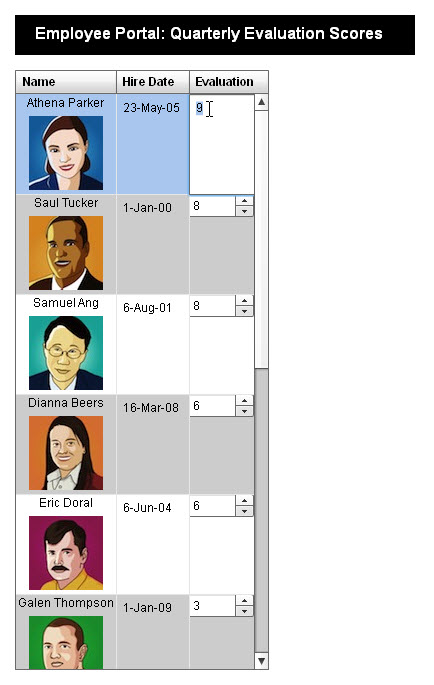 Employee Portal: Quarterly Evaluation Scores
Name Hire Date Evaluation
Athena Parker 23-May-05 9
Saul Tucker 1-Jan-00 8
Samuel Ang 6-Aug-01 8
Dianna Beers 16-Mar-08 6
Eric Doral 6-Jun-04 6
Galen Thompson 1-Jan-09 3